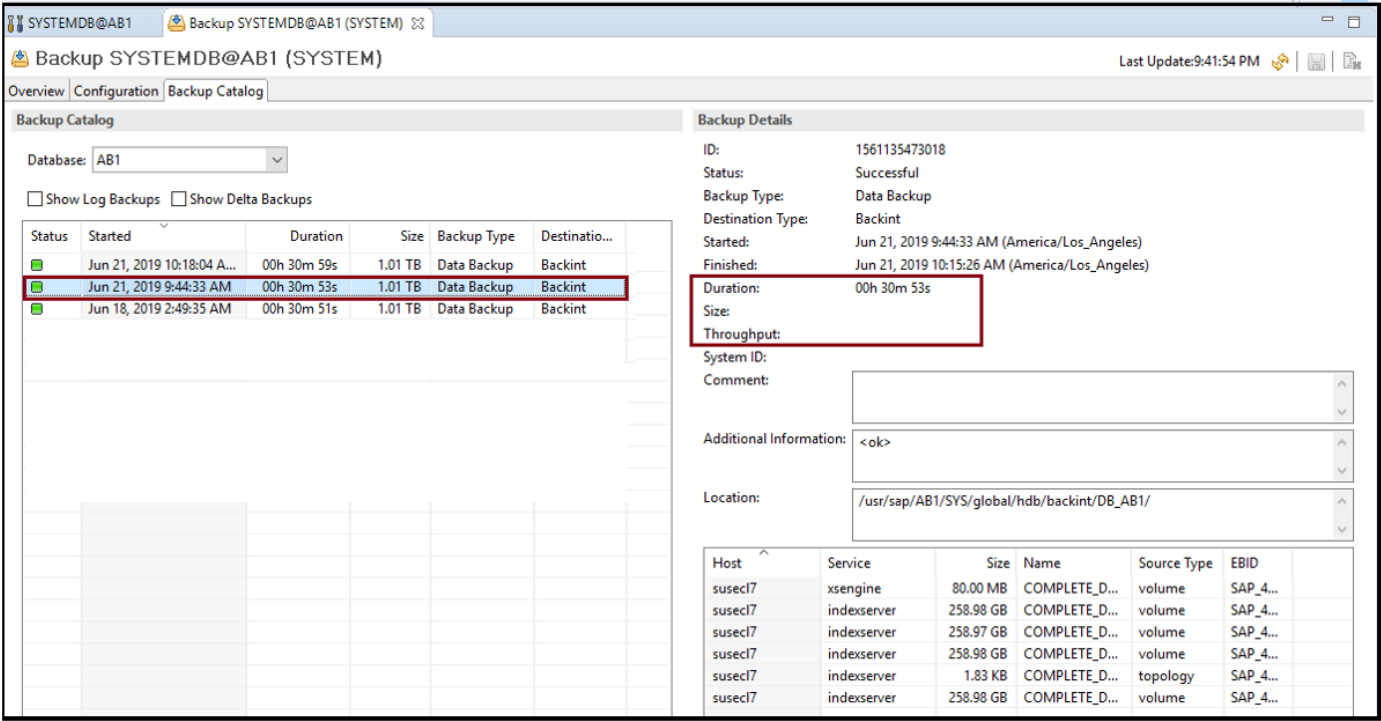 SYSTEMDB@AB1 Backup SYSTEMDB@AB1 (SYSTEM)
Backup SYSTEMDB@AB1 (SYSTEM) Last Update:9:41:54 PM
Overview Configuration Backup Catalog
Backup Catalog
Database: AB1
Show Log Backups Show Delta Backups
Status Started Duration Size Backup Type Destinatio...
Jun 21, 2019 10:18:04 A... 00h 30m 59s 1.01 TB Data Backup Backint
Jun 21, 2019 9:44:33 AM 00h 30m 53s 1.01 TB Data Backup Backint
Jun 18, 2019 2:49:35 AM 00h 30m 51s 1.01 TB Data Backup Backint
Backup Details
ID: 1561135473018
Status: Successful
Backup Type: Data Backup
Destination Type: Backint
Started: Jun 21, 2019 9:44:33 AM (America/Los_Angeles)
Finished: Jun 21, 2019 10:15:26 AM (America/Los_Angeles)
Duration: 00h 30m 53s
Size:
Throughput:
System ID:
Comment:
Additional Information: <ok>
Location: /usr/sap/AB1/SYS/global/hdb/backint/DB_AB1/
Host Service Size Name Source Type EBID
susecl7 xsengine 80.00 MB COMPLETE_D... volume SAP_4...
susecl7 indexserver 258.98 GB COMPLETE_D... volume SAP_4...
susecl7 indexserver 258.97 GB COMPLETE_D... volume SAP_4...
susecl7 indexserver 258.98 GB COMPLETE_D... volume SAP_4...
susecl7 indexserver 1.83 KB COMPLETE_D... topology SAP_4...
susecl7 indexserver 258.98 GB COMPLETE_D... volume SAP_4...